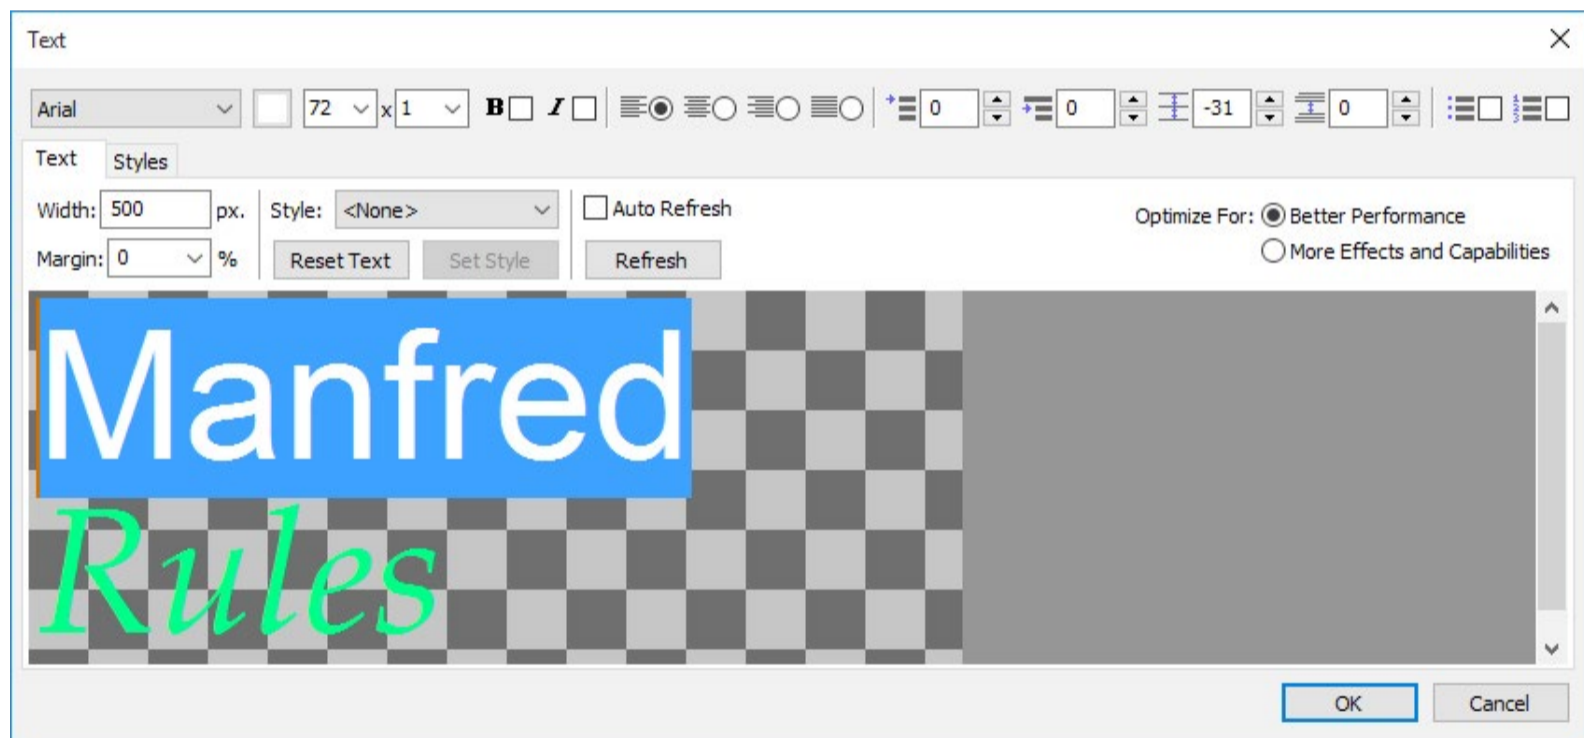 Text
Arial 72 x 1 B I 0 0 -31 0
Text Styles
Width: 500 px. Style: <None> Auto Refresh Optimize For: Better Performance
Margin: 0 % Reset Text Set Style Refresh More Effects and Capabilities
Manfred
Rules
OK Cancel